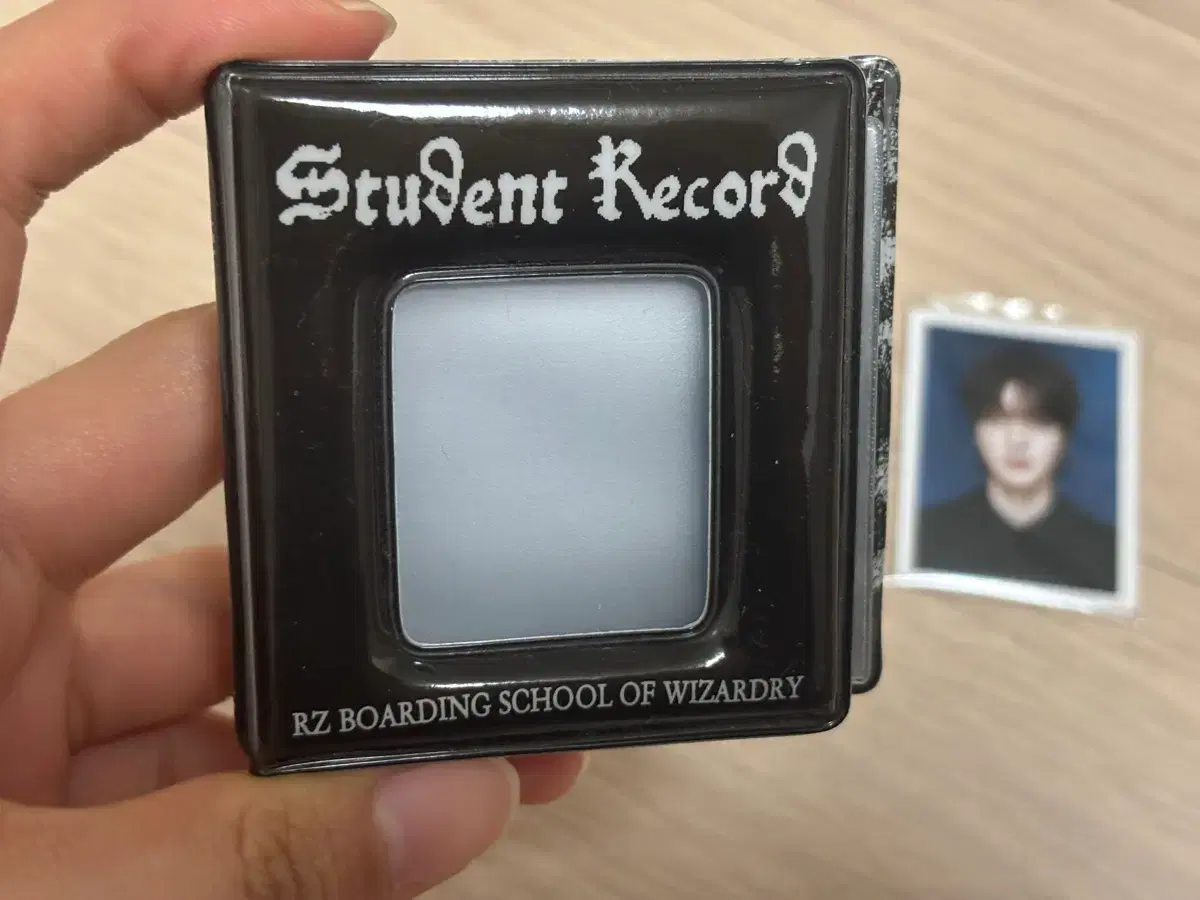 Student Record
RZ BOARDING SCHOOL OF WIZARDRY